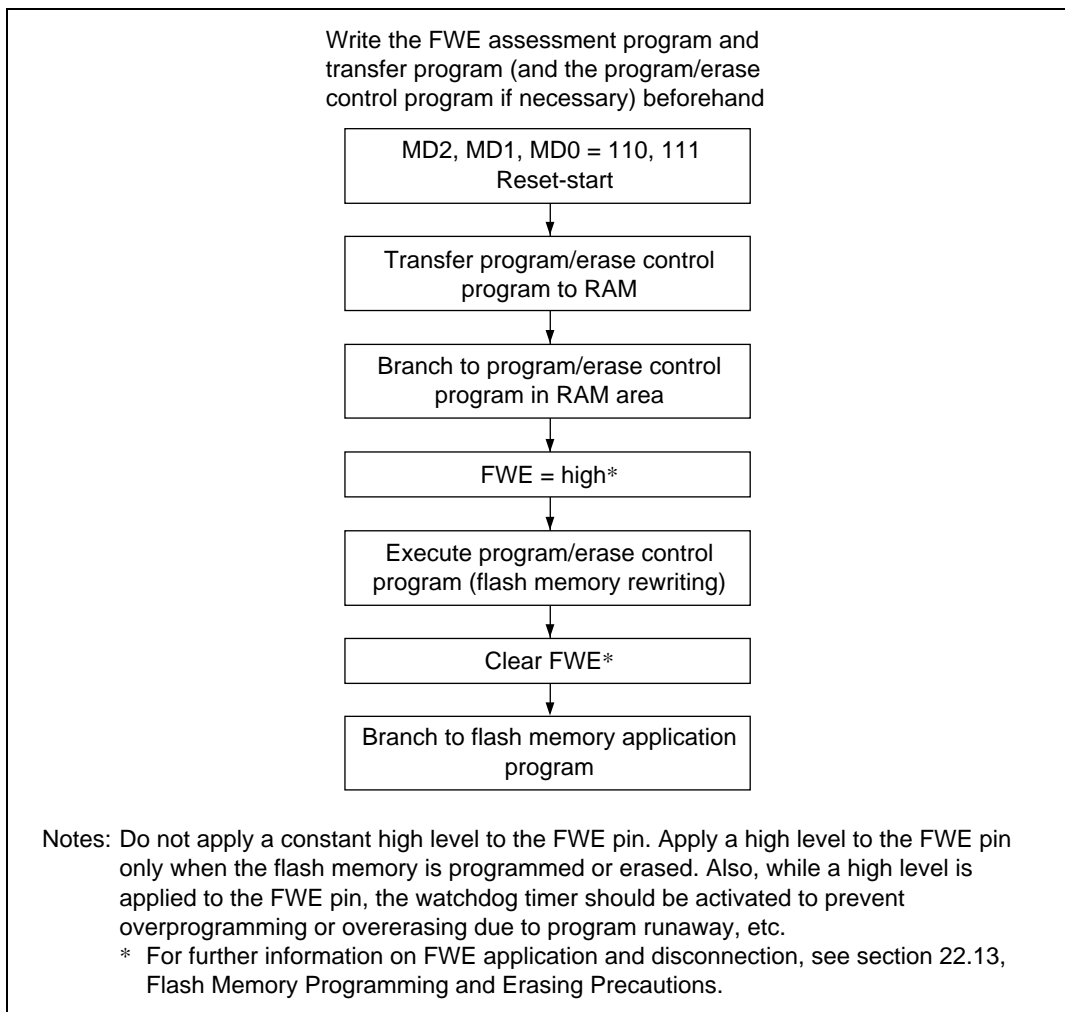 Write the FWE assessment program and
transfer program (and the program/erase
control program if necessary) beforehand
MD2, MD1, MD0 = 110, 111
Reset-start
Transfer program/erase control
program to RAM
Branch to program/erase control
program in RAM area
FWE = high*
Execute program/erase control
program (flash memory rewriting)
Clear FWE*
Branch to flash memory application
program
Notes: Do not apply a constant high level to the FWE pin. Apply a high level to the FWE pin
only when the flash memory is programmed or erased. Also, while a high level is
applied to the FWE pin, the watchdog timer should be activated to prevent
overprogramming or overerasing due to program runaway, etc.
* For further information on FWE application and disconnection, see section 22.13,
Flash Memory Programming and Erasing Precautions.